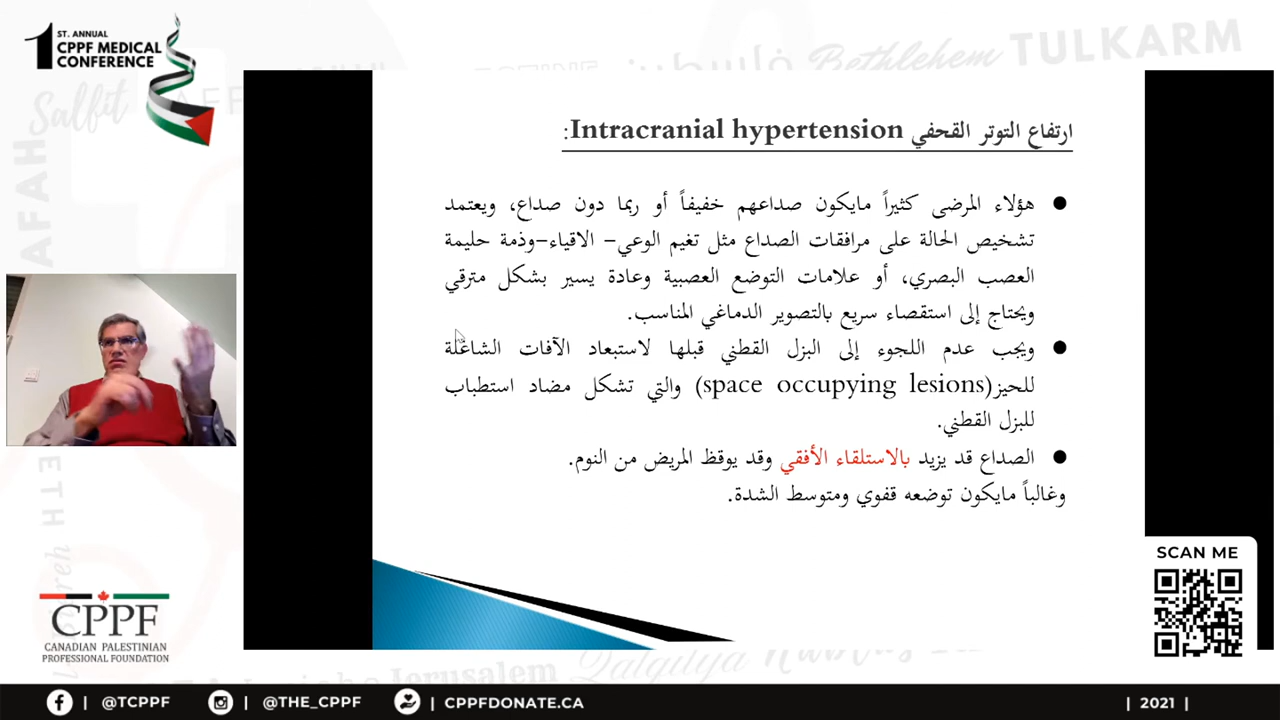 ST. ANNUAL
1 CPPF MEDICAL
CONFERENCE
Salfit
فلسطين
Bethlehem
TULKARM
ارتفاع التوتر القحفي Intracranial hypertension:
● هؤلاء المرضى كثيراً مايكون صداعهم خفيفاً أو ربما دون صداع، ويعتمد
تشخيص الحالة على مرافقات الصداع مثل تغيم الوعي- الاقياء-وذمة حليمة
العصب البصري، أو علامات التوضع العصبية وعادة يسير بشكل مترقي
ويحتاج إلى استقصاء سريع بالتصوير الدماغي المناسب.
● ويجب عدم اللجوء إلى البزل القطني قبلها لاستبعاد الآفات الشاغلة
للحيز(space occupying lesions) والتي تشكل مضاد استطباب
للبزل القطني.
● الصداع قد يزيد بالاستلقاء الأفقي وقد يوقظ المريض من النوم.
وغالباً مايكون توضعه قفوي ومتوسط الشدة.
SCAN ME
CPPF
CANADIAN PALESTINIAN
PROFESSIONAL FOUNDATION
Jerusalem
Qalqilya
| @TCPPF | @THE_CPPF | CPPFDONATE.CA
| 2021 |